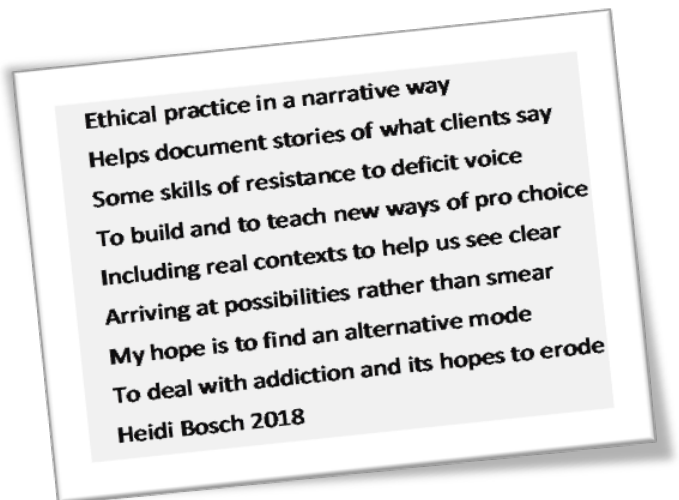 Ethical practice in a narrative way
Helps document stories of what clients say
Some skills of resistance to deficit voice
To build and to teach new ways of pro choice
Including real contexts to help us see clear
Arriving at possibilities rather than smear
My hope is to find an alternative mode
To deal with addiction and its hopes to erode
Heidi Bosch 2018